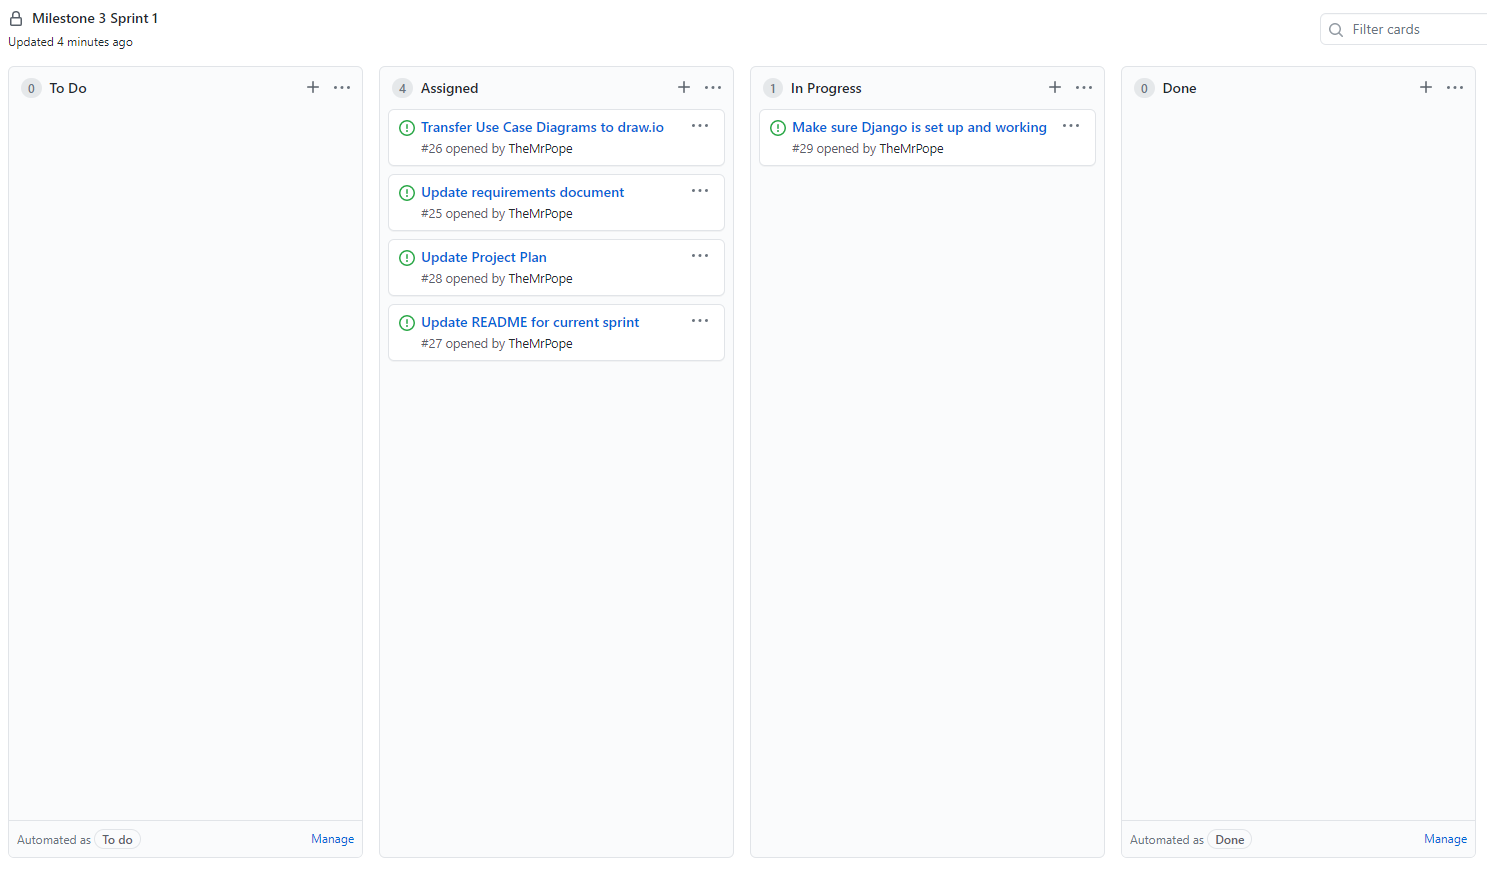 Milestone 3 Sprint 1
Updated 4 minutes ago
Filter cards
0 To Do
Automated as To do
Manage
4 Assigned
Transfer Use Case Diagrams to draw.io
#26 opened by TheMrPope
Update requirements document
#25 opened by TheMrPope
Update Project Plan
#28 opened by TheMrPope
Update README for current sprint
#27 opened by TheMrPope
1 In Progress
Make sure Django is set up and working
#29 opened by TheMrPope
0 Done
Automated as Done
Manage